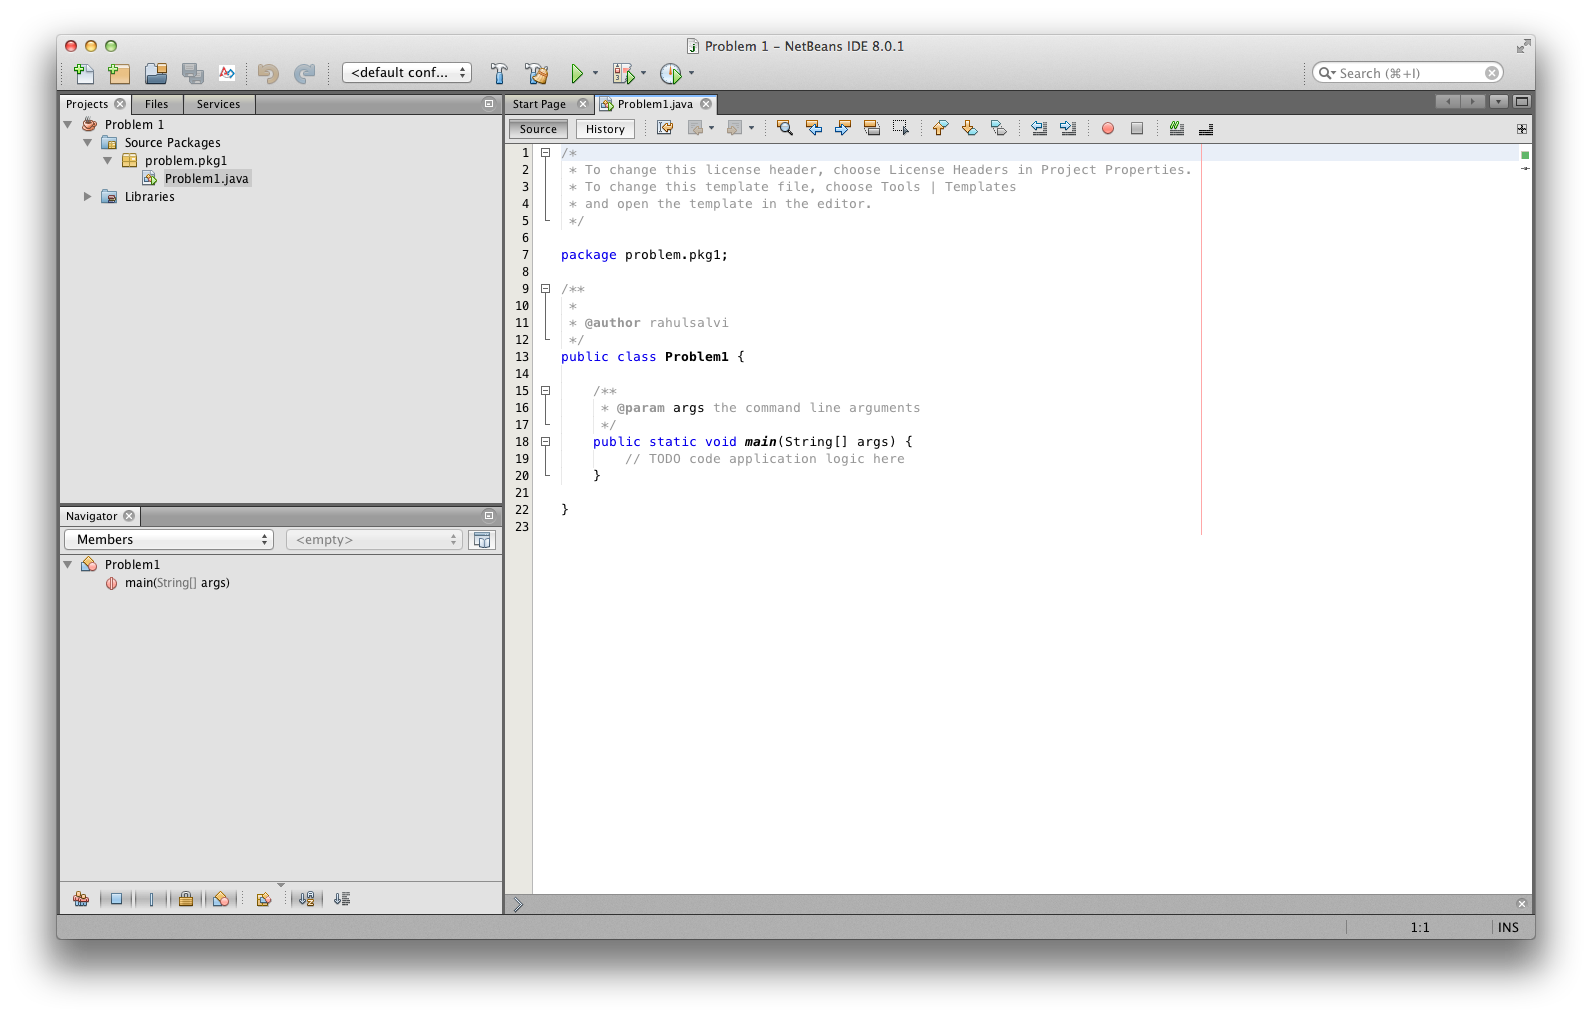 Problem 1 - NetBeans IDE 8.0.1
<default conf...
Search (⌘+I)
Projects Files Services
Problem 1
Source Packages
problem.pkg1
Problem1.java
Libraries
Navigator
Members
<empty>
Problem1
main(String[] args)
Start Page Problem1.java
Source History
1 /*
2  * To change this license header, choose License Headers in Project Properties.
3  * To change this template file, choose Tools | Templates
4  * and open the template in the editor.
5  */
6
7 package problem.pkg1;
8
9 /**
10  *
11  * @author rahulsalvi
12  */
13 public class Problem1 {
14
15     /**
16      * @param args the command line arguments
17      */
18     public static void main(String[] args) {
19         // TODO code application logic here
20     }
21
22 }
23
1:1 INS